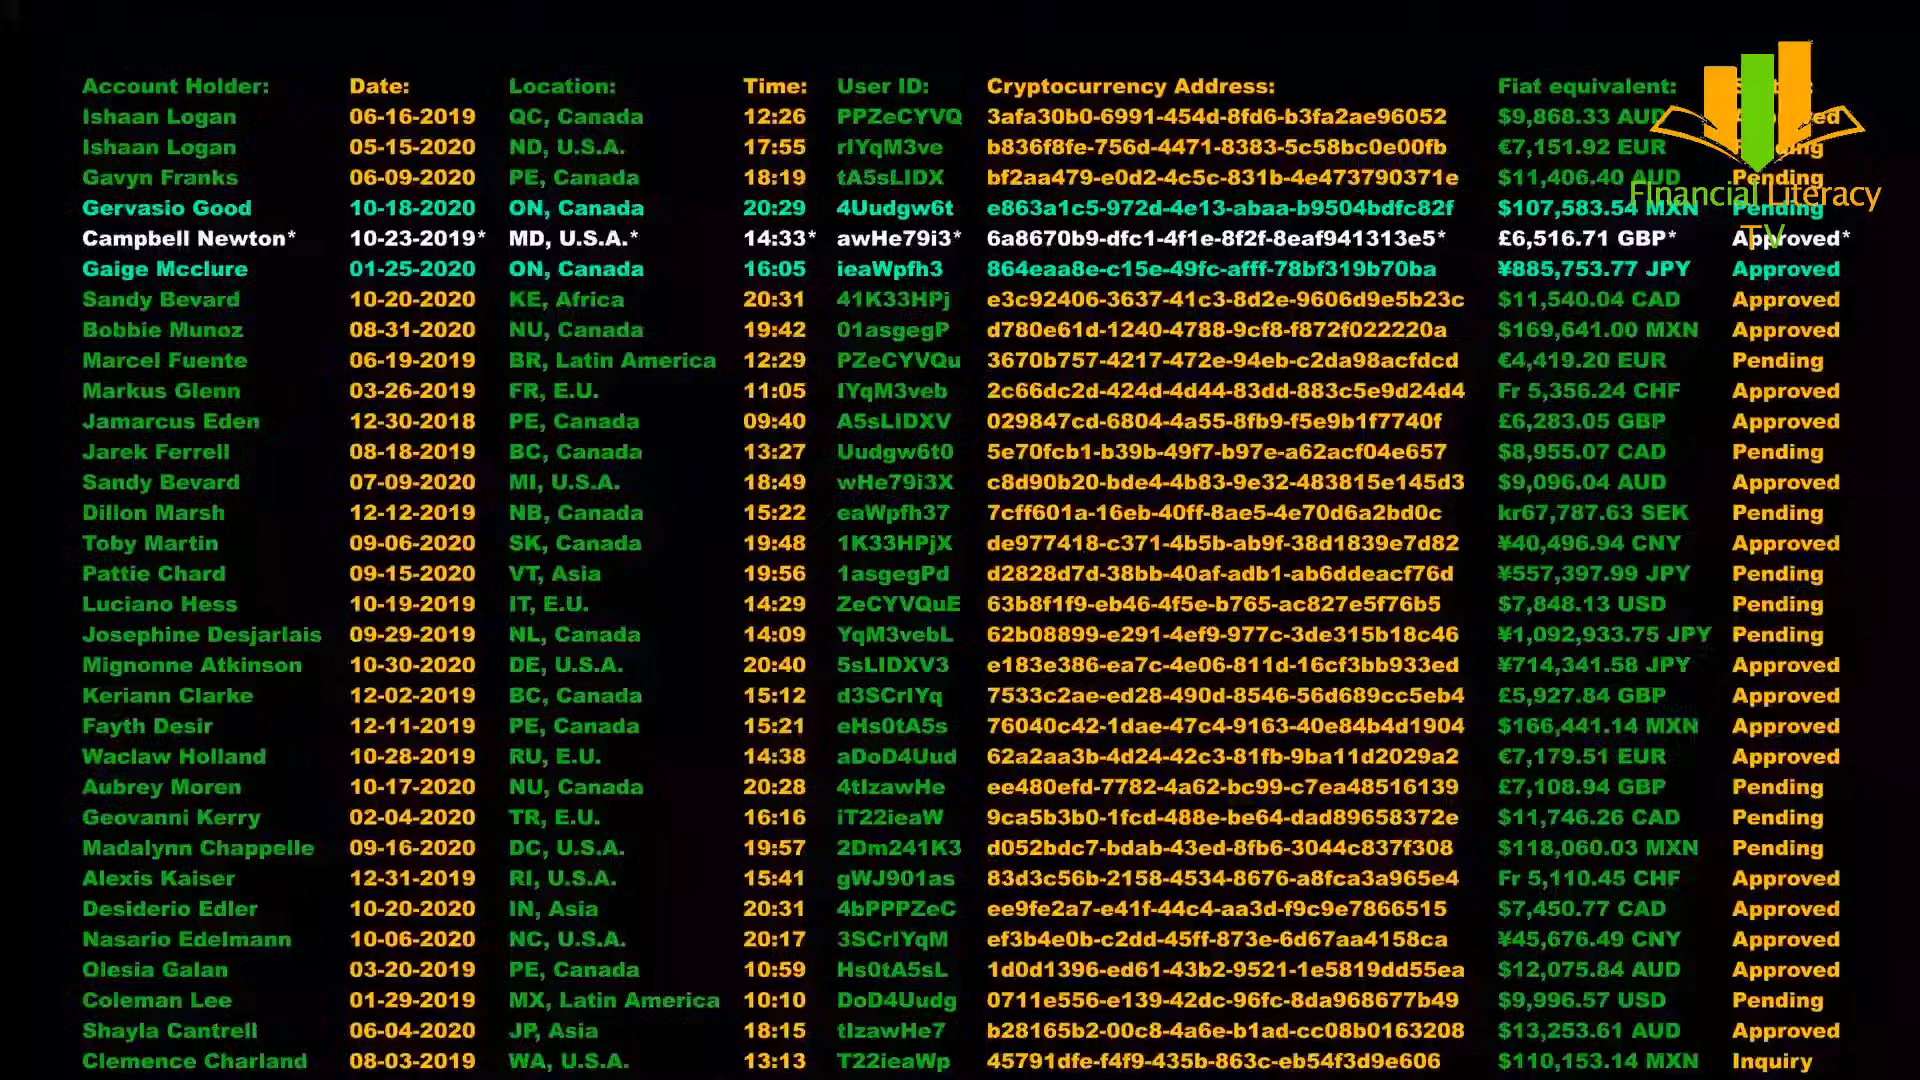 Account Holder: Date: Location: Time: User ID: Cryptocurrency Address: Fiat equivalent:
Ishaan Logan 06-16-2019 QC, Canada 12:26 PPZeCYVQ 3afa30b0-6991-454d-8fd6-b3fa2ae96052 $9,868.33 AUD
Ishaan Logan 05-15-2020 ND, U.S.A. 17:55 rIYqM3ve b836f8fe-756d-4471-8383-5c58bc0e00fb €7,151.92 EUR
Gavyn Franks 06-09-2020 PE, Canada 18:19 tA5sLIDX bf2aa479-e0d2-4c5c-831b-4e473790371e $11,406.40 AUD Pending
Financial Literacy
TV
Gervasio Good 10-18-2020 ON, Canada 20:29 4Uudgw6t e863a1c5-972d-4e13-abaa-b9504bdfc82f $107,583.54 MXN Pending
Campbell Newton* 10-23-2019* MD, U.S.A.* 14:33* awHe79i3* 6a8670b9-dfc1-4f1e-8f2f-8eaf941313e5* £6,516.71 GBP* Approved*
Gaige Mcclure 01-25-2020 ON, Canada 16:05 ieaWpfh3 864eaa8e-c15e-49fc-afff-78bf319b70ba ¥885,753.77 JPY Approved
Sandy Bevard 10-20-2020 KE, Africa 20:31 41K33HPj e3c92406-3637-41c3-8d2e-9606d9e5b23c $11,540.04 CAD Approved
Bobbie Munoz 08-31-2020 NU, Canada 19:42 01asgegP d780e61d-1240-4788-9cf8-f872f022220a $169,641.00 MXN Approved
Marcel Fuente 06-19-2019 BR, Latin America 12:29 PZeCYVQu 3670b757-4217-472e-94eb-c2da98acfdcd €4,419.20 EUR Pending
Markus Glenn 03-26-2019 FR, E.U. 11:05 IYqM3veb 2c66dc2d-424d-4d44-83dd-883c5e9d24d4 Fr 5,356.24 CHF Approved
Jamarcus Eden 12-30-2018 PE, Canada 09:40 A5sLIDXV 029847cd-6804-4a55-8fb9-f5e9b1f7740f £6,283.05 GBP Approved
Jarek Ferrell 08-18-2019 BC, Canada 13:27 Uudgw6t0 5e70fcb1-b39b-49f7-b97e-a62acf04e657 $8,955.07 CAD Pending
Sandy Bevard 07-09-2020 MI, U.S.A. 18:49 wHe79i3X c8d90b20-bde4-4b83-9e32-483815e145d3 $9,096.04 AUD Approved
Dillon Marsh 12-12-2019 NB, Canada 15:22 eaWpfh37 7cff601a-16eb-40ff-8ae5-4e70d6a2bd0c kr67,787.63 SEK Pending
Toby Martin 09-06-2020 SK, Canada 19:48 1K33HPjX de977418-c371-4b5b-ab9f-38d1839e7d82 ¥40,496.94 CNY Approved
Pattie Chard 09-15-2020 VT, Asia 19:56 1asgegPd d2828d7d-38bb-40af-adb1-ab6ddeacf76d ¥557,397.99 JPY Pending
Luciano Hess 10-19-2019 IT, E.U. 14:29 ZeCYVQuE 63b8f1f9-eb46-4f5e-b765-ac827e5f76b5 $7,848.13 USD Pending
Josephine Desjarlais 09-29-2019 NL, Canada 14:09 YqM3vebL 62b08899-e291-4ef9-977c-3de315b18c46 ¥1,092,933.75 JPY Pending
Mignonne Atkinson 10-30-2020 DE, U.S.A. 20:40 5sLIDXV3 e183e386-ea7c-4e06-811d-16cf3bb933ed ¥714,341.58 JPY Approved
Keriann Clarke 12-02-2019 BC, Canada 15:12 d3SCrIYq 7533c2ae-ed28-490d-8546-56d689cc5eb4 £5,927.84 GBP Approved
Fayth Desir 12-11-2019 PE, Canada 15:21 eHs0tA5s 76040c42-1dae-47c4-9163-40e84b4d1904 $166,441.14 MXN Approved
Waclaw Holland 10-28-2019 RU, E.U. 14:38 aDoD4Uud 62a2aa3b-4d24-42c3-81fb-9ba11d2029a2 €7,179.51 EUR Approved
Aubrey Moren 10-17-2020 NU, Canada 20:28 4tIzawHe ee480efd-7782-4a62-bc99-c7ea48516139 £7,108.94 GBP Pending
Geovanni Kerry 02-04-2020 TR, E.U. 16:16 iT22ieaW 9ca5b3b0-1fcd-488e-be64-dad89658372e $11,746.26 CAD Pending
Madalynn Chappelle 09-16-2020 DC, U.S.A. 19:57 2Dm241K3 d052bdc7-bdab-43ed-8fb6-3044c837f308 $118,060.03 MXN Pending
Alexis Kaiser 12-31-2019 RI, U.S.A. 15:41 gWJ901as 83d3c56b-2158-4534-8676-a8fca3a965e4 Fr 5,110.45 CHF Approved
Desiderio Edler 10-20-2020 IN, Asia 20:31 4bPPPZeC ee9fe2a7-e41f-44c4-aa3d-f9c9e7866515 $7,450.77 CAD Approved
Nasario Edelmann 10-06-2020 NC, U.S.A. 20:17 3SCrIYqM ef3b4e0b-c2dd-45ff-873e-6d67aa4158ca ¥45,676.49 CNY Approved
Olesia Galan 03-20-2019 PE, Canada 10:59 Hs0tA5sL 1d0d1396-ed61-43b2-9521-1e5819dd55ea $12,075.84 AUD Approved
Coleman Lee 01-29-2019 MX, Latin America 10:10 DoD4Uudg 0711e556-e139-42dc-96fc-8da968677b49 $9,996.57 USD Pending
Shayla Cantrell 06-04-2020 JP, Asia 18:15 tIzawHe7 b28165b2-00c8-4a6e-b1ad-cc08b0163208 $13,253.61 AUD Approved
Clemence Charland 08-03-2019 WA, U.S.A. 13:13 T22ieaWp 45791dfe-f4f9-435b-863c-eb54f3d9e606 $110,153.14 MXN Inquiry